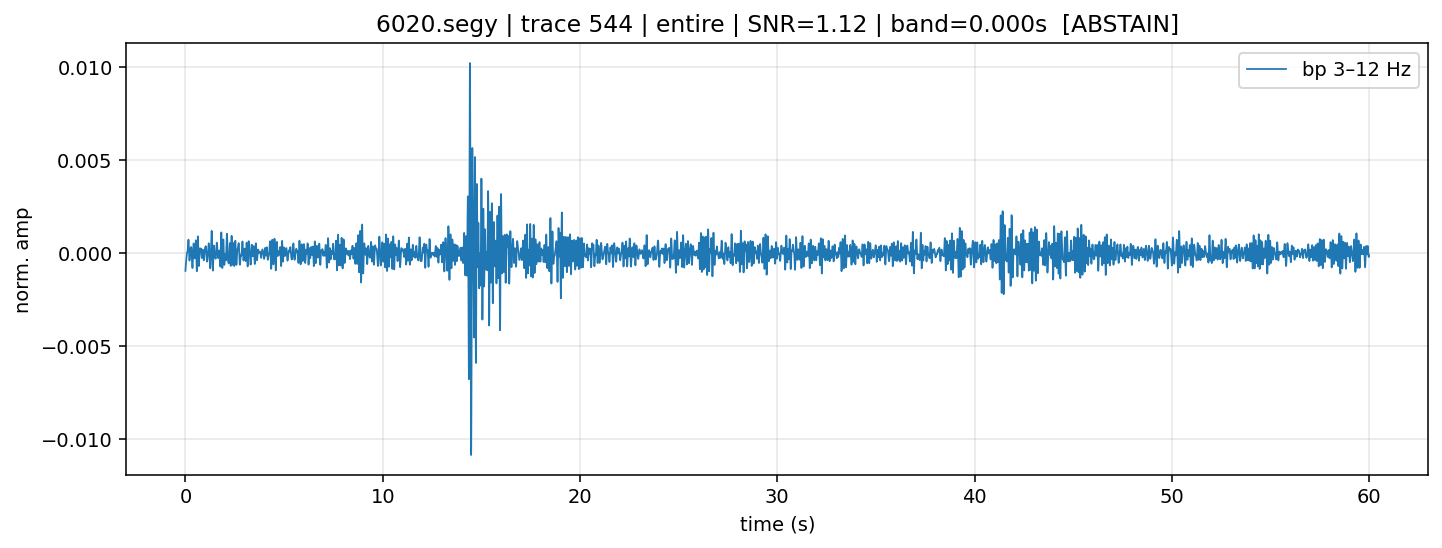 6020.segy | trace 544 | entire | SNR=1.12 | band=0.000s  [ABSTAIN]
bp 3–12 Hz
0.010
0.005
0.000
−0.005
−0.010
norm. amp
0 10 20 30 40 50 60
time (s)